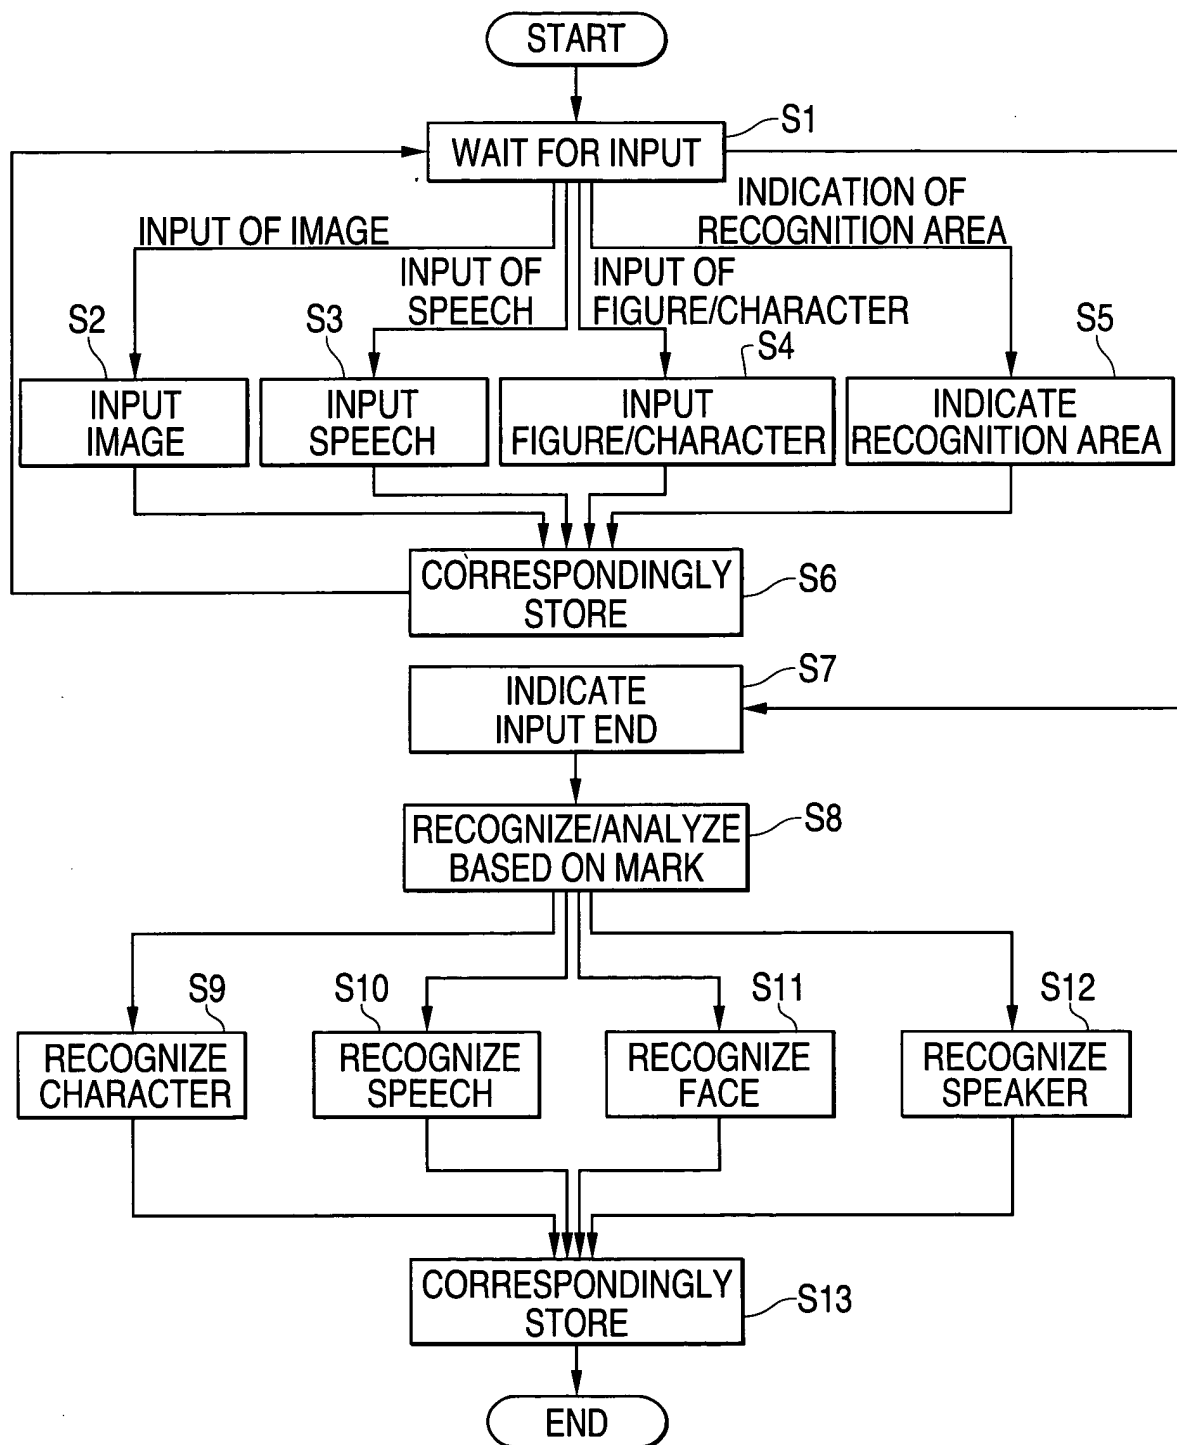 START
S1
WAIT FOR INPUT
INDICATION OF
RECOGNITION AREA
INPUT OF IMAGE
INPUT OF
SPEECH
INPUT OF
FIGURE/CHARACTER
S2
S3
S4
S5
INPUT
IMAGE
INPUT
SPEECH
INPUT
FIGURE/CHARACTER
INDICATE
RECOGNITION AREA
CORRESPONDINGLY
STORE
S6
S7
INDICATE
INPUT END
S8
RECOGNIZE/ANALYZE
BASED ON MARK
S9
S10
S11
S12
RECOGNIZE
CHARACTER
RECOGNIZE
SPEECH
RECOGNIZE
FACE
RECOGNIZE
SPEAKER
CORRESPONDINGLY
STORE
S13
END